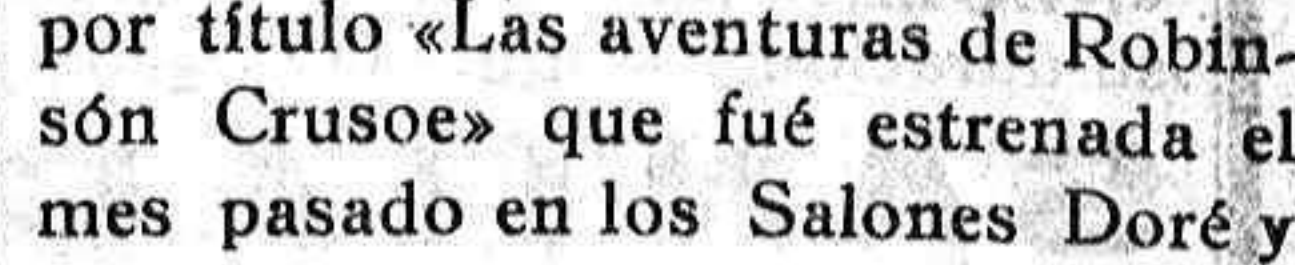 por título «Las aventuras de Robin-
són Crusoe» que fué estrenada el
mes pasado en los Salones Doré y